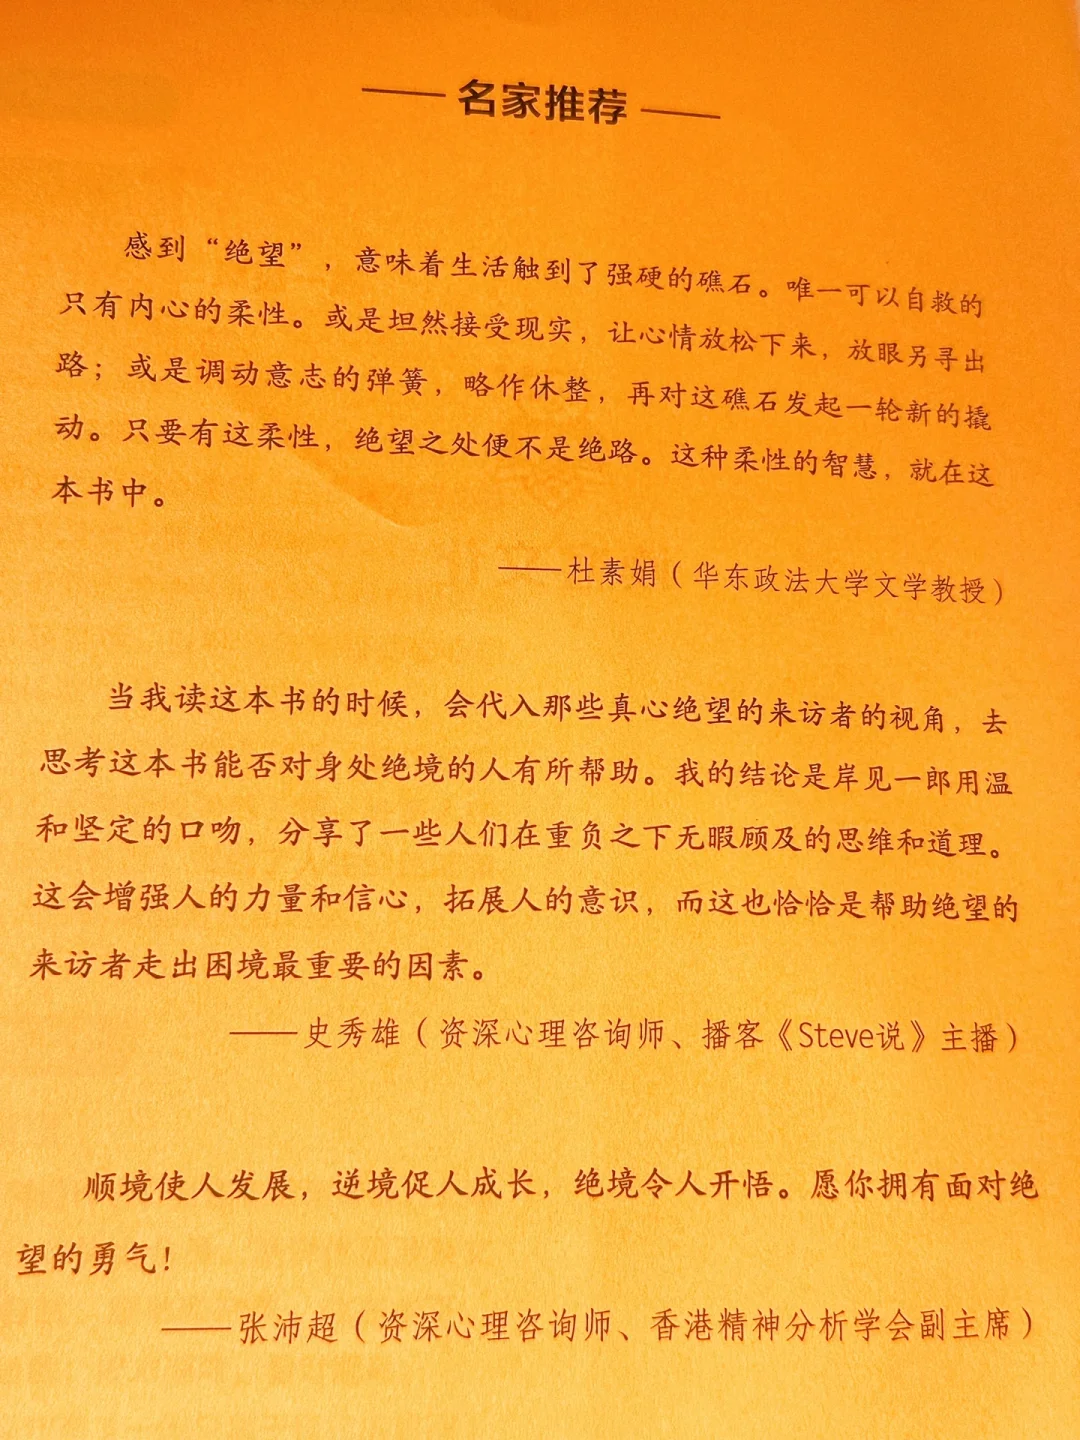 ——名家推荐——
感到“绝望”，意味着生活触到了强硬的礁石。唯一可以自救的
只有内心的柔性。或是坦然接受现实，让心情放松下来，放眼另寻出
路；或是调动意志的弹簧，略作休整，再对这礁石发起一轮新的撬
动。只要有这柔性，绝望之处便不是绝路。这种柔性的智慧，就在这
本书中。
——杜素娟（华东政法大学文学教授）
当我读这本书的时候，会代入那些真心绝望的来访者的视角，去
思考这本书能否对身处绝境的人有所帮助。我的结论是岸见一郎用温
和坚定的口吻，分享了一些人们在重负之下无暇顾及的思维和道理。
这会增强人的力量和信心，拓展人的意识，而这也恰恰是帮助绝望的
来访者走出困境最重要的因素。
——史秀雄（资深心理咨询师、播客《Steve说》主播）
顺境使人发展，逆境促人成长，绝境令人开悟。愿你拥有面对绝
望的勇气！
——张沛超（资深心理咨询师、香港精神分析学会副主席）